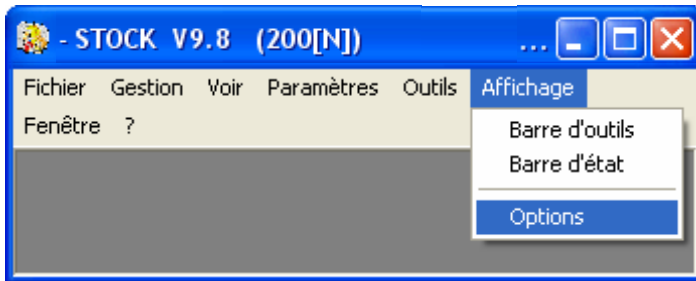 - STOCK V9.8 (200[N]) ...
Fichier Gestion Voir Paramètres Outils Affichage
Fenêtre ?
Barre d'outils
Barre d'état
Options